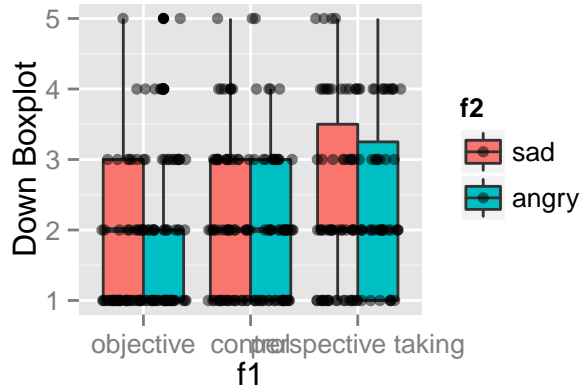 5
4
3
2
1
Down Boxplot
objective control perspective taking
f1
f2
sad
angry